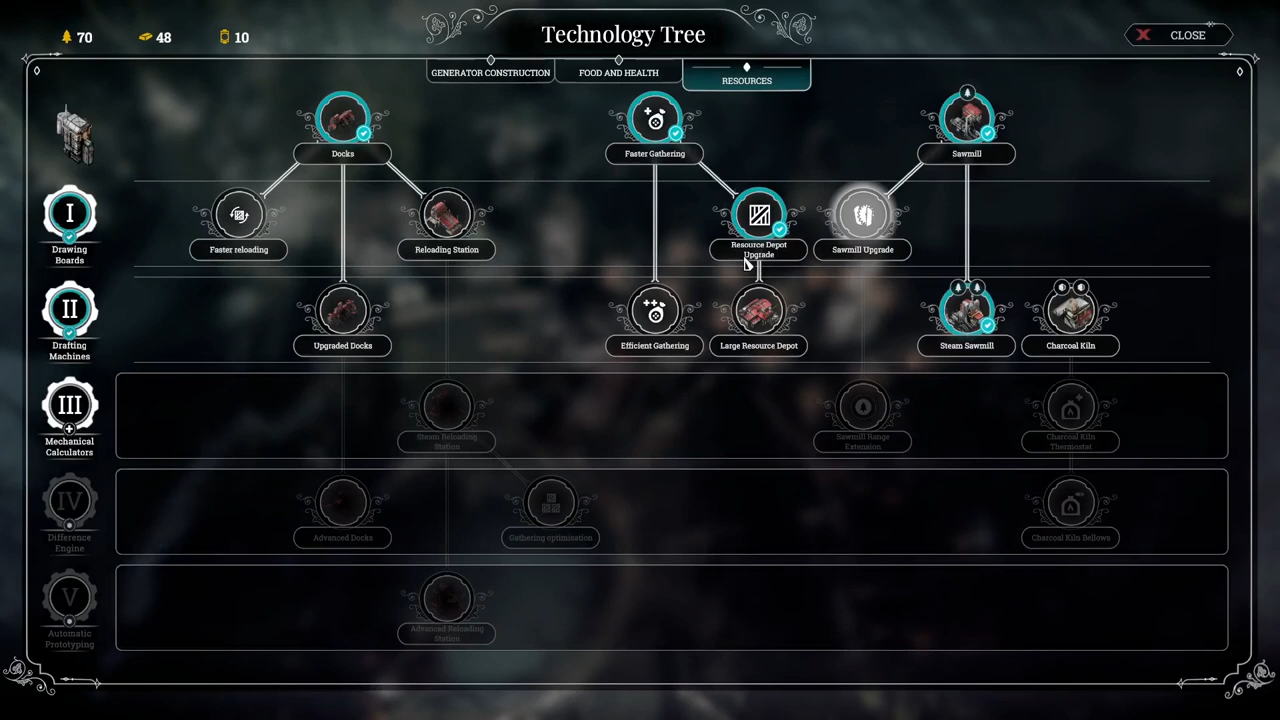 70
48
10
Technology Tree
CLOSE
GENERATOR CONSTRUCTION
FOOD AND HEALTH
RESOURCES
Docks
Faster Gathering
Sawmill
I
Drawing
Boards
Faster reloading
Reloading Station
Resource Depot
Upgrade
Sawmill Upgrade
II
Drafting
Machines
Upgraded Docks
Efficient Gathering
Large Resource Depot
Steam Sawmill
Charcoal Kiln
III
Mechanical
Calculators
Steam Reloading
Station
Sawmill Range
Extension
Charcoal Kiln
Thermostat
IV
Difference
Engine
Advanced Docks
Gathering optimisation
Charcoal Kiln Bellows
V
Automatic
Prototyping
Advanced Reloading
Station